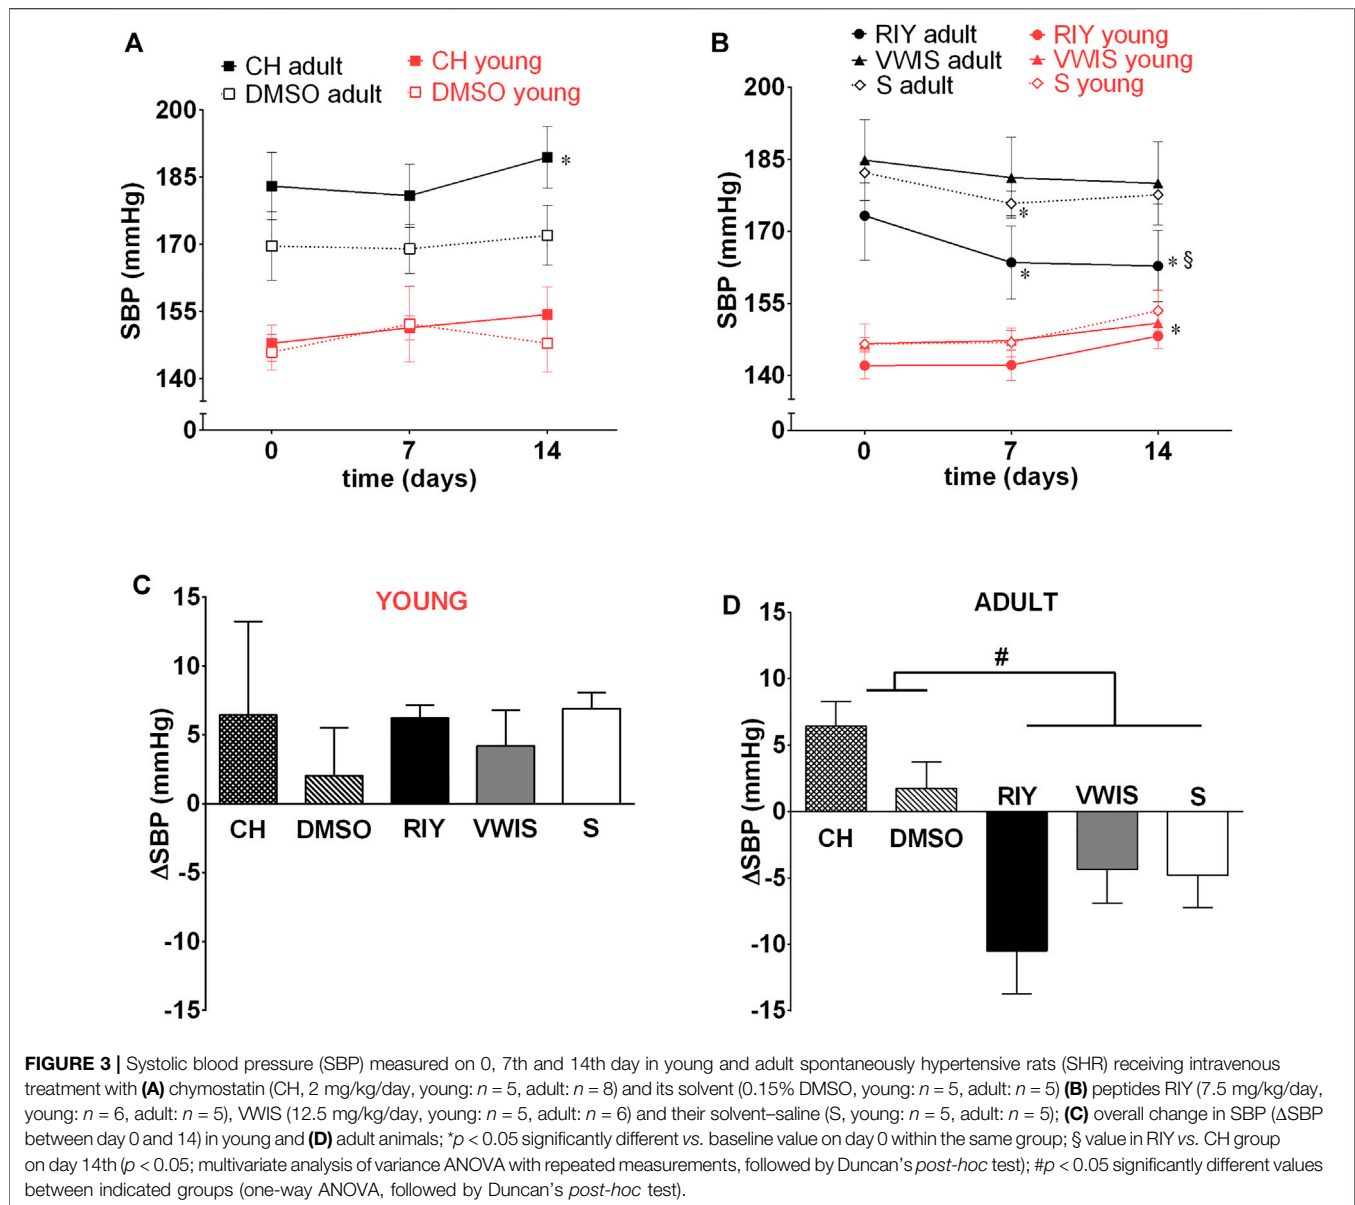 A
CH adult
DMSO adult
CH young
DMSO young
200
185
170
155
140
0
SBP (mmHg)
0 7 14
time (days)
*
B
RIY adult
VWIS adult
S adult
RIY young
VWIS young
S young
200
185
170
155
140
0
SBP (mmHg)
0 7 14
time (days)
*
*
* §
*
C
YOUNG
15
10
5
0
-5
-10
-15
ΔSBP (mmHg)
CH DMSO RIY VWIS S
D
ADULT
#
15
10
5
0
-5
-10
-15
ΔSBP (mmHg)
CH DMSO RIY VWIS S
FIGURE 3 | Systolic blood pressure (SBP) measured on 0, 7th and 14th day in young and adult spontaneously hypertensive rats (SHR) receiving intravenous
treatment with (A) chymostatin (CH, 2 mg/kg/day, young: n = 5, adult: n = 8) and its solvent (0.15% DMSO, young: n = 5, adult: n = 5) (B) peptides RIY (7.5 mg/kg/day,
young: n = 6, adult: n = 5), VWIS (12.5 mg/kg/day, young: n = 5, adult: n = 6) and their solvent–saline (S, young: n = 5, adult: n = 5); (C) overall change in SBP (ΔSBP
between day 0 and 14) in young and (D) adult animals; *p < 0.05 significantly different vs. baseline value on day 0 within the same group; § value in RIY vs. CH group
on day 14th (p < 0.05; multivariate analysis of variance ANOVA with repeated measurements, followed by Duncan's post-hoc test); #p < 0.05 significantly different values
between indicated groups (one-way ANOVA, followed by Duncan's post-hoc test).